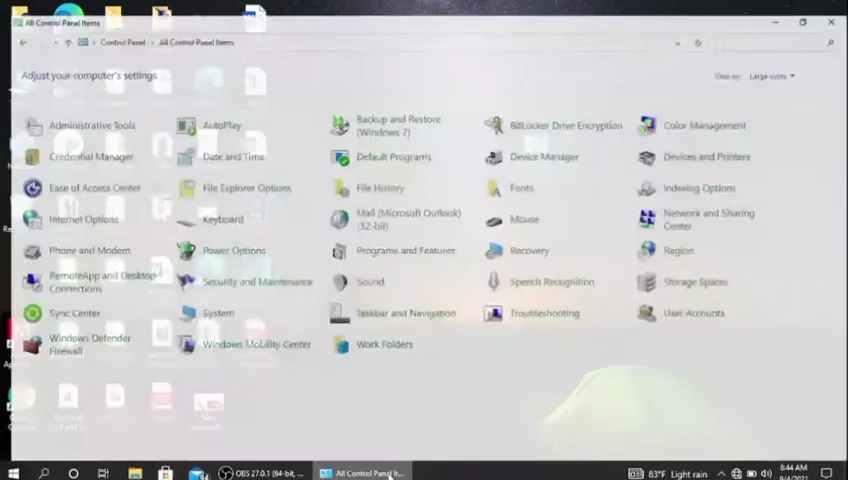 All Control Panel Items
Control Panel > All Control Panel Items
Adjust your computer's settings
View by: Large icons
Administrative Tools
AutoPlay
Backup and Restore
(Windows 7)
BitLocker Drive Encryption
Color Management
Credential Manager
Date and Time
Default Programs
Device Manager
Devices and Printers
Ease of Access Center
File Explorer Options
File History
Fonts
Indexing Options
Internet Options
Keyboard
Mail (Microsoft Outlook)
(32-bit)
Mouse
Network and Sharing
Center
Phone and Modem
Power Options
Programs and Features
Recovery
Region
RemoteApp and Desktop
Connections
Security and Maintenance
Sound
Speech Recognition
Storage Spaces
Sync Center
System
Taskbar and Navigation
Troubleshooting
User Accounts
Windows Defender
Firewall
Windows Mobility Center
Work Folders
New
OBS 27.0.1 (64-bit, ...
All Control Panel It...
83°F Light rain
8:44 AM
9/4/2021